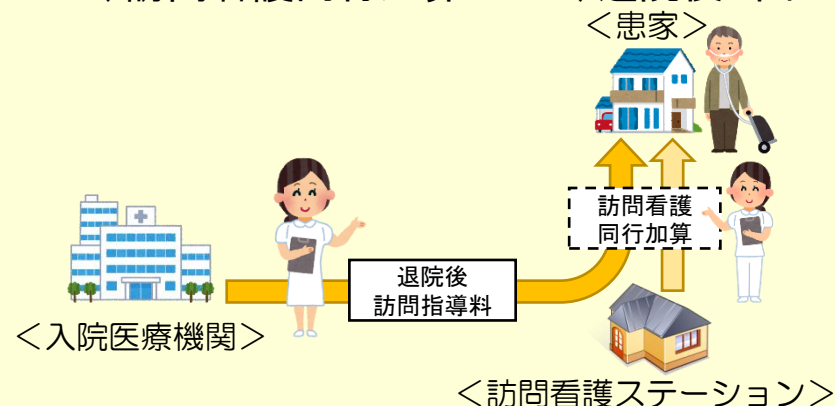 ＜患家＞
訪問看護
同行加算
退院後
訪問指導料
＜入院医療機関＞
＜訪問看護ステーション＞